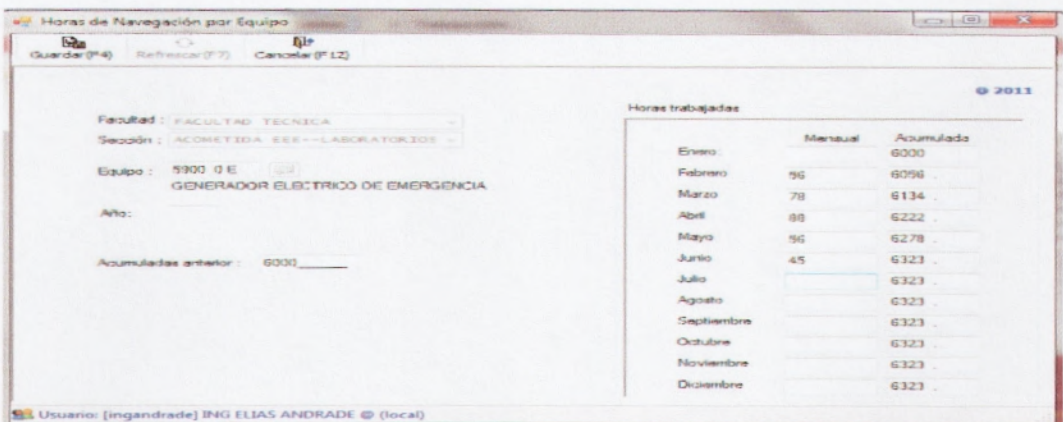 Horas de Navegación por Equipo
Guardar(F4) Refrescar(F7) Cancelar(F12)
@ 2011
Facultad : FACULTAD TECNICA
Sección : ACOMETIDA EEE--LABORATORIOS
Equipo : 5900 0 E
GENERADOR ELECTRICO DE EMERGENCIA
Año:
Acumuladas anterior : 6000
Horas trabajadas
Mensual Acumulada
Enero: 6000
Febrero 96 6056
Marzo 78 6134
Abril 88 6222
Mayo 56 6278
Junio 45 6323
Julio 6323
Agosto 6323
Septiembre 6323
Octubre 6323
Noviembre 6323
Diciembre 6323
Usuario: [ingandrade] ING ELIAS ANDRADE @ (local)